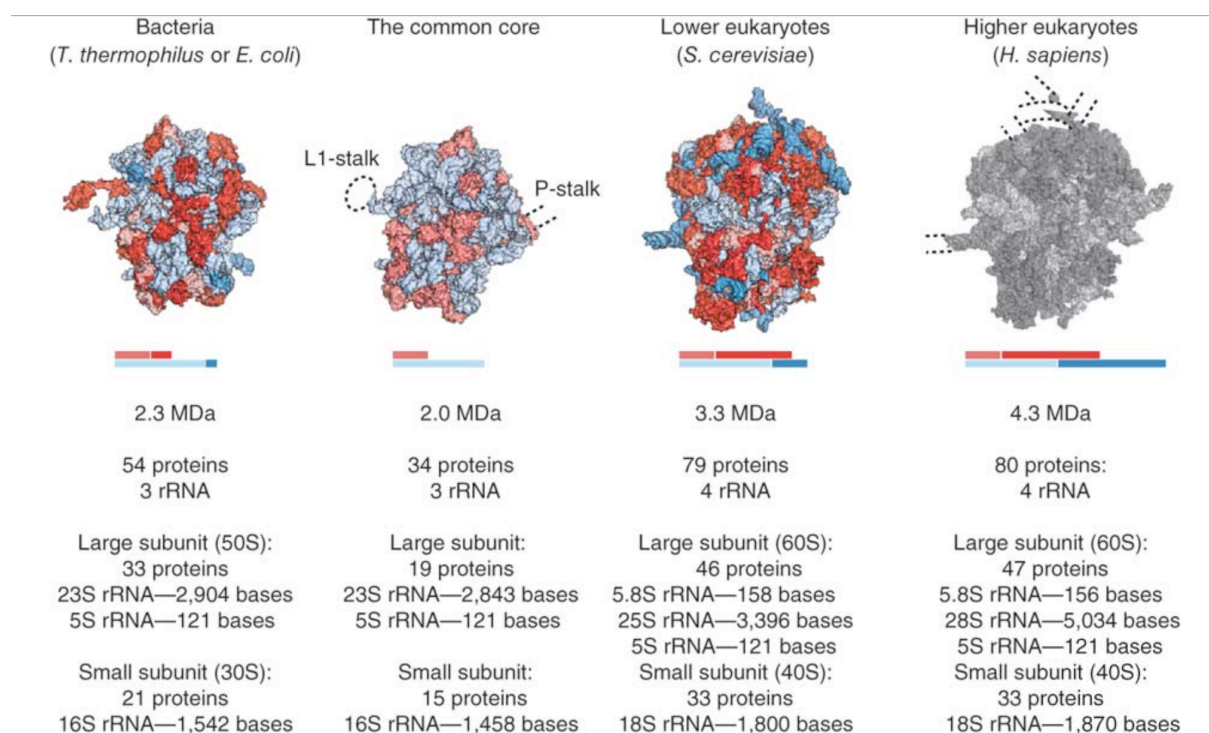 Bacteria
(T. thermophilus or E. coli)
2.3 MDa
54 proteins
3 rRNA
Large subunit (50S):
33 proteins
23S rRNA—2,904 bases
5S rRNA—121 bases
Small subunit (30S):
21 proteins
16S rRNA—1,542 bases
The common core
L1-stalk
P-stalk
2.0 MDa
34 proteins
3 rRNA
Large subunit:
19 proteins
23S rRNA—2,843 bases
5S rRNA—121 bases
Small subunit:
15 proteins
16S rRNA—1,458 bases
Lower eukaryotes
(S. cerevisiae)
3.3 MDa
79 proteins
4 rRNA
Large subunit (60S):
46 proteins
5.8S rRNA—158 bases
25S rRNA—3,396 bases
5S rRNA—121 bases
Small subunit (40S):
33 proteins
18S rRNA—1,800 bases
Higher eukaryotes
(H. sapiens)
4.3 MDa
80 proteins:
4 rRNA
Large subunit (60S):
47 proteins
5.8S rRNA—156 bases
28S rRNA—5,034 bases
5S rRNA—121 bases
Small subunit (40S):
33 proteins
18S rRNA—1,870 bases